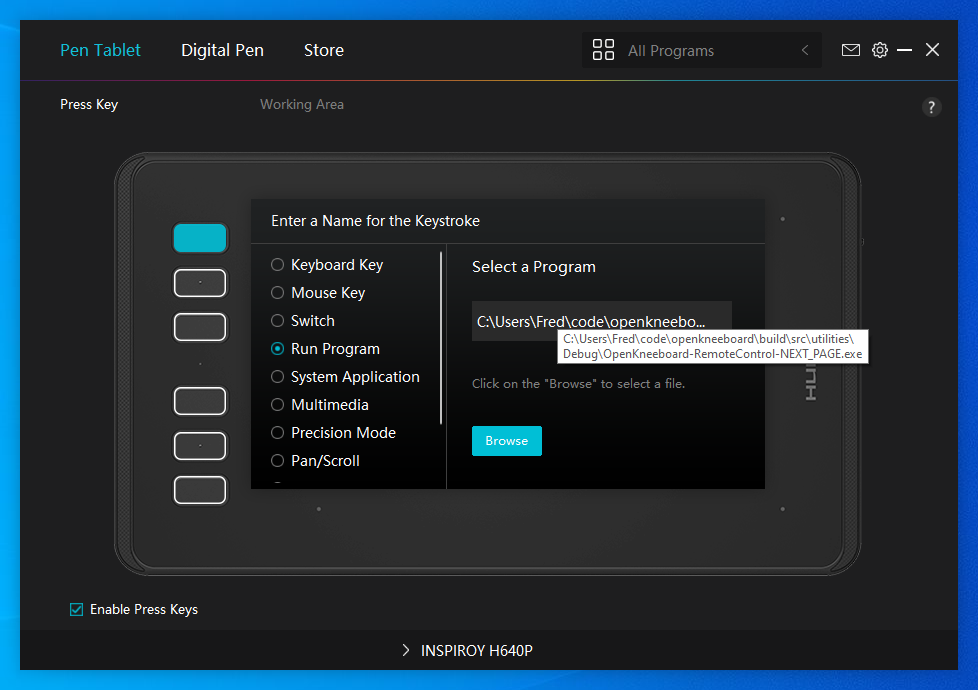 Pen Tablet
Digital Pen
Store
All Programs
Press Key
Working Area
?
Enter a Name for the Keystroke
Keyboard Key
Mouse Key
Switch
Run Program
System Application
Multimedia
Precision Mode
Pan/Scroll
Select a Program
C:\Users\Fred\code\openkneebo...
C:\Users\Fred\code\openkneeboard\build\src\utilities\
Debug\OpenKneeboard-RemoteControl-NEXT_PAGE.exe
Click on the "Browse" to select a file.
Browse
Enable Press Keys
INSPIROY H640P